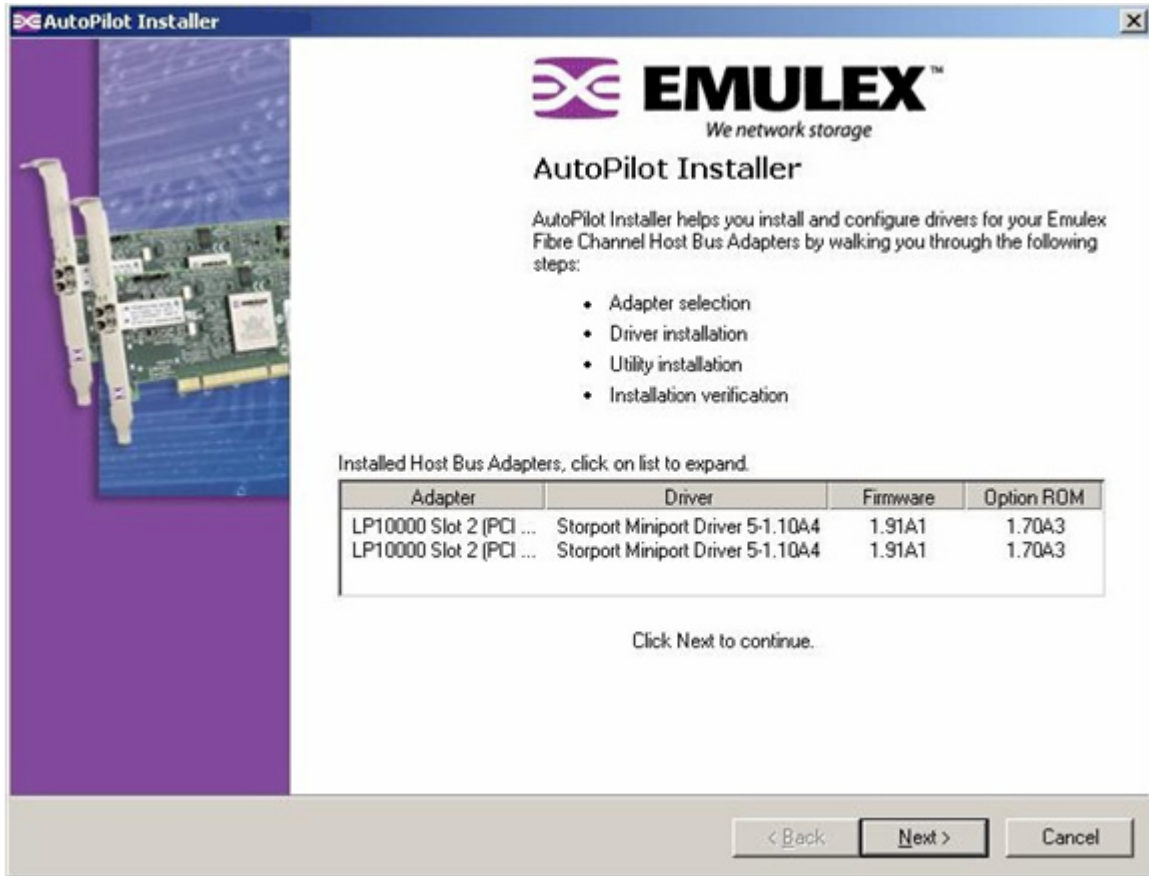 AutoPilot Installer
EMULEX™
We network storage
AutoPilot Installer
AutoPilot Installer helps you install and configure drivers for your Emulex
Fibre Channel Host Bus Adapters by walking you through the following
steps:
• Adapter selection
• Driver installation
• Utility installation
• Installation verification
Installed Host Bus Adapters, click on list to expand.
Adapter Driver Firmware Option ROM
LP10000 Slot 2 (PCI ... Storport Miniport Driver 5-1.10A4 1.91A1 1.70A3
LP10000 Slot 2 (PCI ... Storport Miniport Driver 5-1.10A4 1.91A1 1.70A3
Click Next to continue.
< Back Next > Cancel